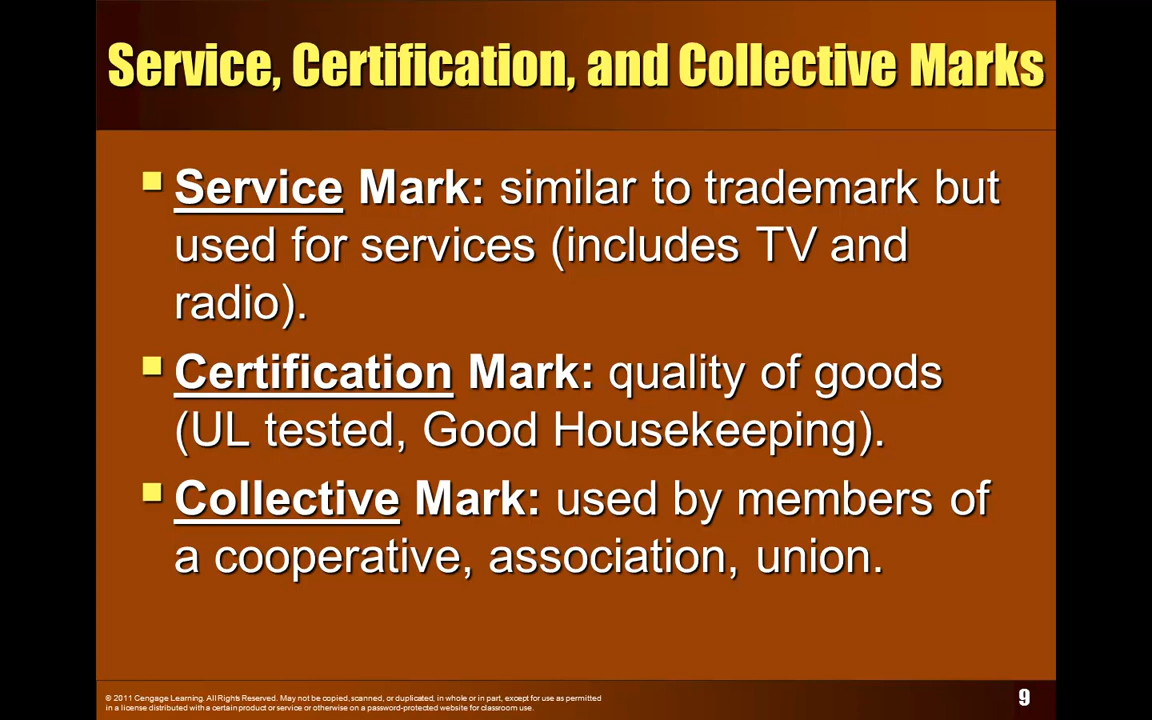 Service, Certification, and Collective Marks
Service Mark: similar to trademark but
used for services (includes TV and
radio).
Certification Mark: quality of goods
(UL tested, Good Housekeeping).
Collective Mark: used by members of
a cooperative, association, union.
© 2011 Cengage Learning. All Rights Reserved. May not be copied, scanned, or duplicated, in whole or in part, except for use as permitted
in a license distributed with a certain product or service or otherwise on a password-protected website for classroom use.
9